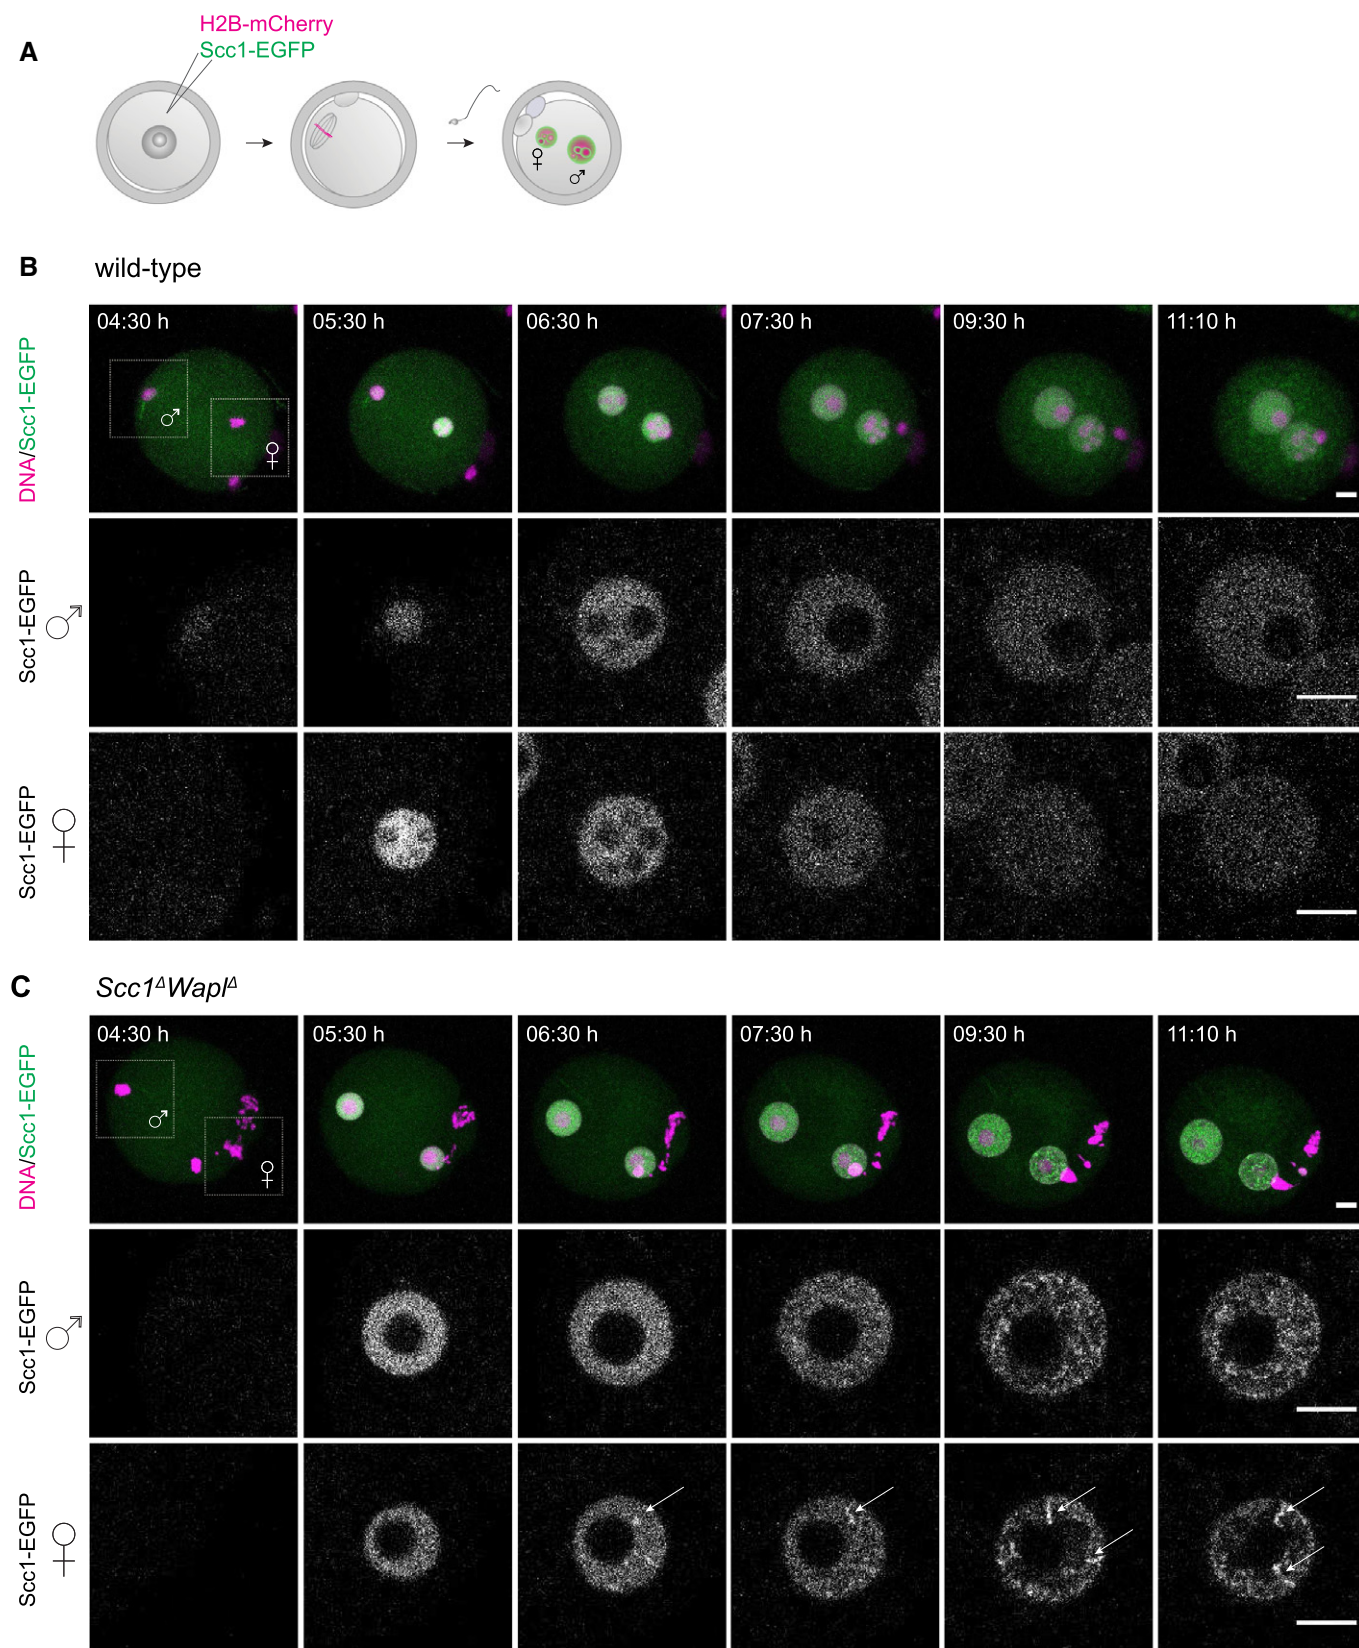 A
H2B-mCherry
Scc1-EGFP
♀
♂
B
wild-type
DNA/Scc1-EGFP
04:30 h
05:30 h
06:30 h
07:30 h
09:30 h
11:10 h
♂
♀
Scc1-EGFP ♂
Scc1-EGFP ♀
C
Scc1ΔWaplΔ
DNA/Scc1-EGFP
04:30 h
05:30 h
06:30 h
07:30 h
09:30 h
11:10 h
♂
♀
Scc1-EGFP ♂
Scc1-EGFP ♀